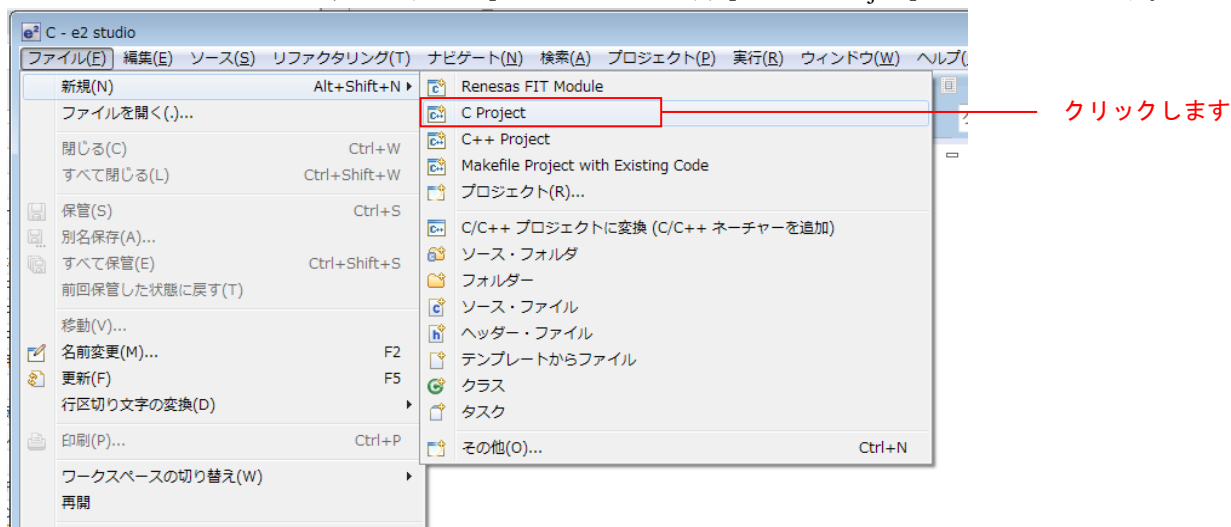 C - e2 studio
ファイル(F) 編集(E) ソース(S) リファクタリング(T) ナビゲート(N) 検索(A) プロジェクト(P) 実行(R) ウィンドウ(W) ヘルプ(
新規(N) Alt+Shift+N
ファイルを開く(.)...
閉じる(C) Ctrl+W
すべて閉じる(L) Ctrl+Shift+W
保管(S) Ctrl+S
別名保存(A)...
すべて保管(E) Ctrl+Shift+S
前回保管した状態に戻す(T)
移動(V)...
名前変更(M)... F2
更新(F) F5
行区切り文字の変換(D)
印刷(P)... Ctrl+P
ワークスペースの切り替え(W)
再開
Renesas FIT Module
C Project
C++ Project
Makefile Project with Existing Code
プロジェクト(R)...
C/C++ プロジェクトに変換 (C/C++ ネーチャーを追加)
ソース・フォルダ
フォルダー
ソース・ファイル
ヘッダー・ファイル
テンプレートからファイル
クラス
タスク
その他(O)... Ctrl+N
クリックします